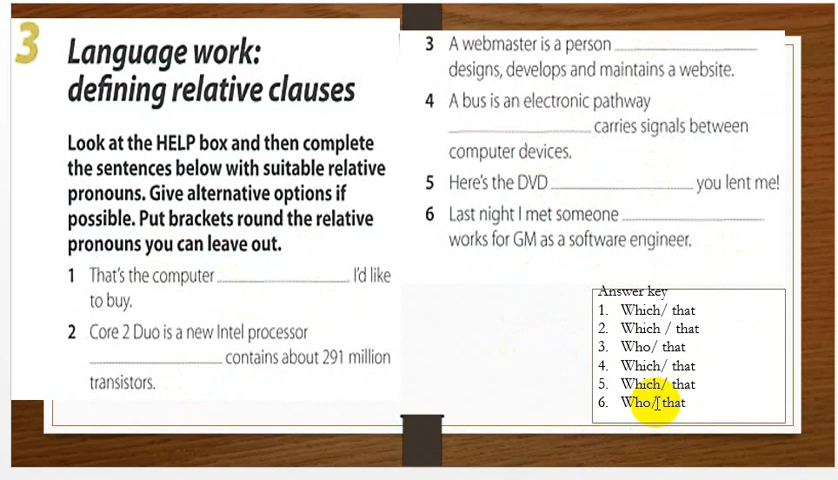 3
Language work:
defining relative clauses
Look at the HELP box and then complete
the sentences below with suitable relative
pronouns. Give alternative options if
possible. Put brackets round the relative
pronouns you can leave out.
1 That's the computer ____________ I'd like
to buy.
2 Core 2 Duo is a new Intel processor
____________ contains about 291 million
transistors.
3 A webmaster is a person ____________
designs, develops and maintains a website.
4 A bus is an electronic pathway
____________ carries signals between
computer devices.
5 Here's the DVD ____________ you lent me!
6 Last night I met someone ____________
works for GM as a software engineer.
Answer key
1. Which/ that
2. Which / that
3. Who/ that
4. Which/ that
5. Which/ that
6. Who/ that